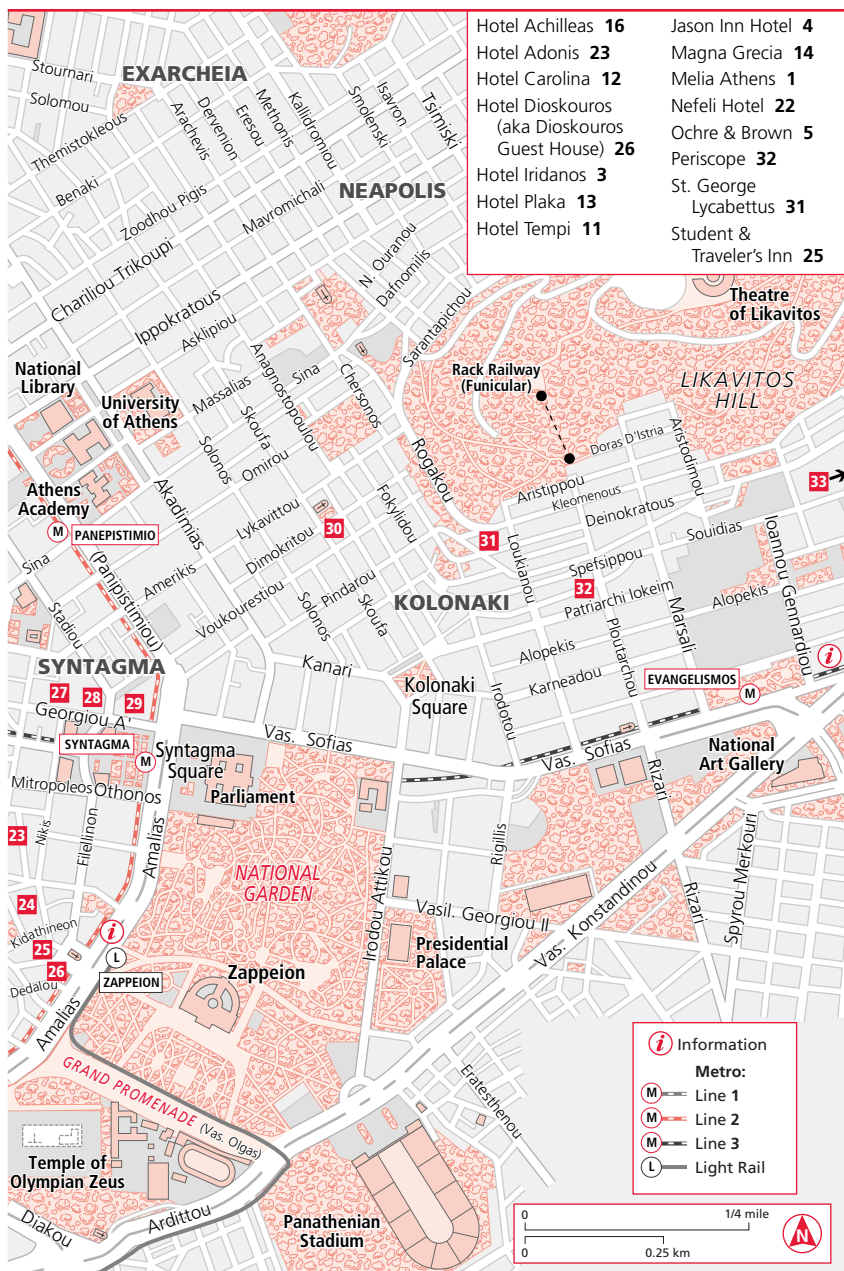 Hotel Achilleas 16
Hotel Adonis 23
Hotel Carolina 12
Hotel Dioskouros
(aka Dioskouros
Guest House) 26
Hotel Iridanos 3
Hotel Plaka 13
Hotel Tempi 11
Jason Inn Hotel 4
Magna Grecia 14
Melia Athens 1
Nefeli Hotel 22
Ochre & Brown 5
Periscope 32
St. George
Lycabettus 31
Student &
Traveler's Inn 25
Stournari
EXARCHEIA
Solomou
Themistokleous
Arachevis
Dervenion
Eresou
Methonis
Kallidromiou
Smolenski
Isavron
Tsimiski
Benaki
Zoodhou Pigis
NEAPOLIS
Mavromichali
Chariliou Trikoupi
Ippokratous
N. Ouranou
Dafnomilis
Asklipiou
Sarantapichou
Theatre
of Likavitos
National
Library
University
of Athens
Massalias
Sina
Anagnostopoulou
Chersonos
Rack Railway
(Funicular)
LIKAVITOS
HILL
Skoufa
Solonos
Omirou
Rogakou
Doras D'Istria
Aristodimou
Athens
Academy
Akadimias
Aristippou
Kleomenous
33
M
PANEPISTIMIO
Lykavittou
30
Fokylidou
31
Deinokratous
Souidias
Ioannou Gennardiou
Sina
(Panipistimiou)
Amerikis
Dimokritou
Loukianou
Spefsippou
32
Stadiou
Voukourestiou
Pindarou
Solonos
Skoufa
KOLONAKI
Patriarchi Iokeim
Marsali
Alopekis
Alopekis
Ploutarchou
SYNTAGMA
Kanari
Kolonaki
Square
Irodotou
Karneadou
EVANGELISMOS
M
i
27
28
29
Georgiou A'
SYNTAGMA
M
Syntagma
Square
Vas. Sofias
Vas. Sofias
National
Art Gallery
Mitropoleos
Othonos
Parliament
Rizari
23
Nikis
Filellinon
Amalias
NATIONAL
GARDEN
Irodou Attikou
Rigillis
Spyrou Merkouri
24
Kidathineon
i
Vasil. Georgiou II
Vas. Konstandinou
Rizari
25
26
L
ZAPPEION
Zappeion
Presidential
Palace
Dedalou
Amalias
GRAND PROMENADE
(Vas. Olgas)
Eratesthenou
Temple of
Olympian Zeus
Diakou
Ardittou
Panathenian
Stadium
i Information
Metro:
M Line 1
M Line 2
M Line 3
L Light Rail
0 1/4 mile
0 0.25 km
N